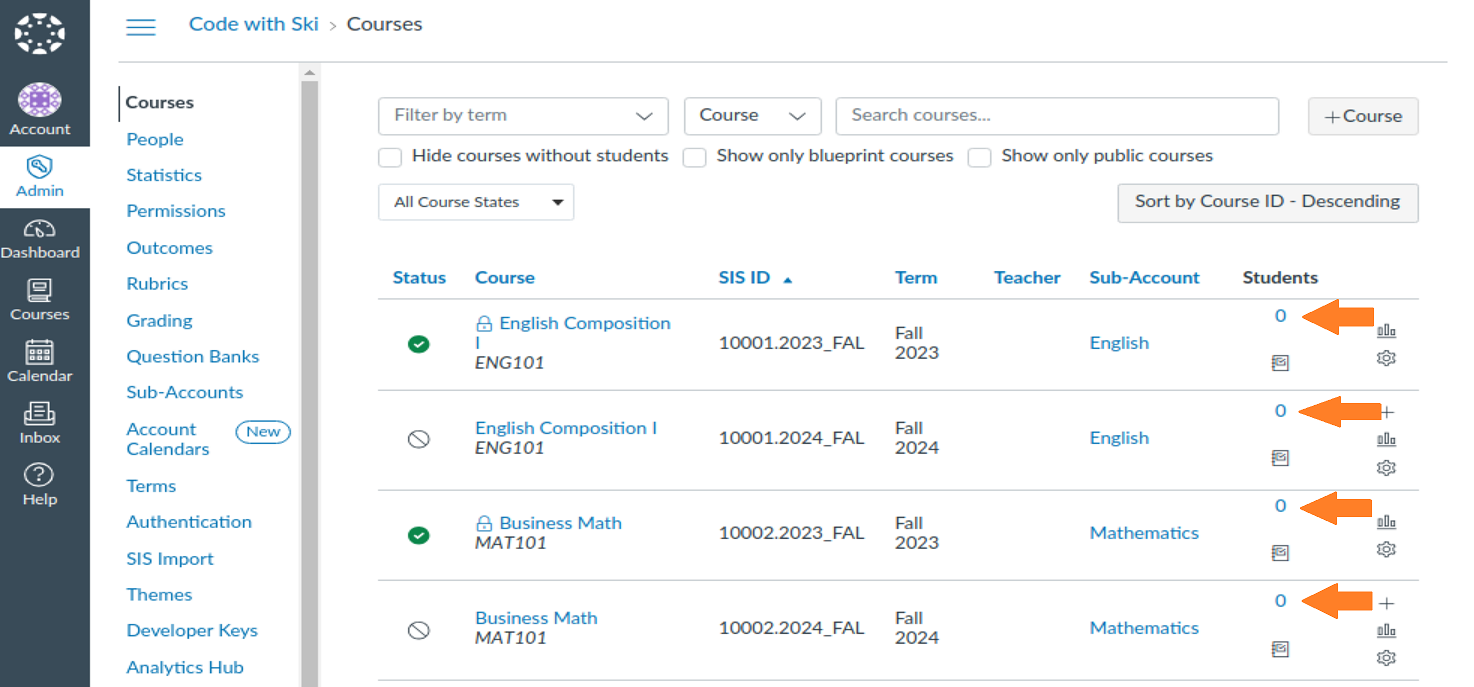 Code with Ski > Courses
Account
Admin
Dashboard
Courses
Calendar
Inbox
Help
Courses
People
Statistics
Permissions
Outcomes
Rubrics
Grading
Question Banks
Sub-Accounts
Account
Calendars
New
Terms
Authentication
SIS Import
Themes
Developer Keys
Analytics Hub
Filter by term
Course
Search courses...
+Course
Hide courses without students
Show only blueprint courses
Show only public courses
All Course States
Sort by Course ID - Descending
Status Course SIS ID Term Teacher Sub-Account Students
English Composition
I
ENG101
10001.2023_FAL
Fall
2023
English
0
English Composition I
ENG101
10001.2024_FAL
Fall
2024
English
0
Business Math
MAT101
10002.2023_FAL
Fall
2023
Mathematics
0
Business Math
MAT101
10002.2024_FAL
Fall
2024
Mathematics
0